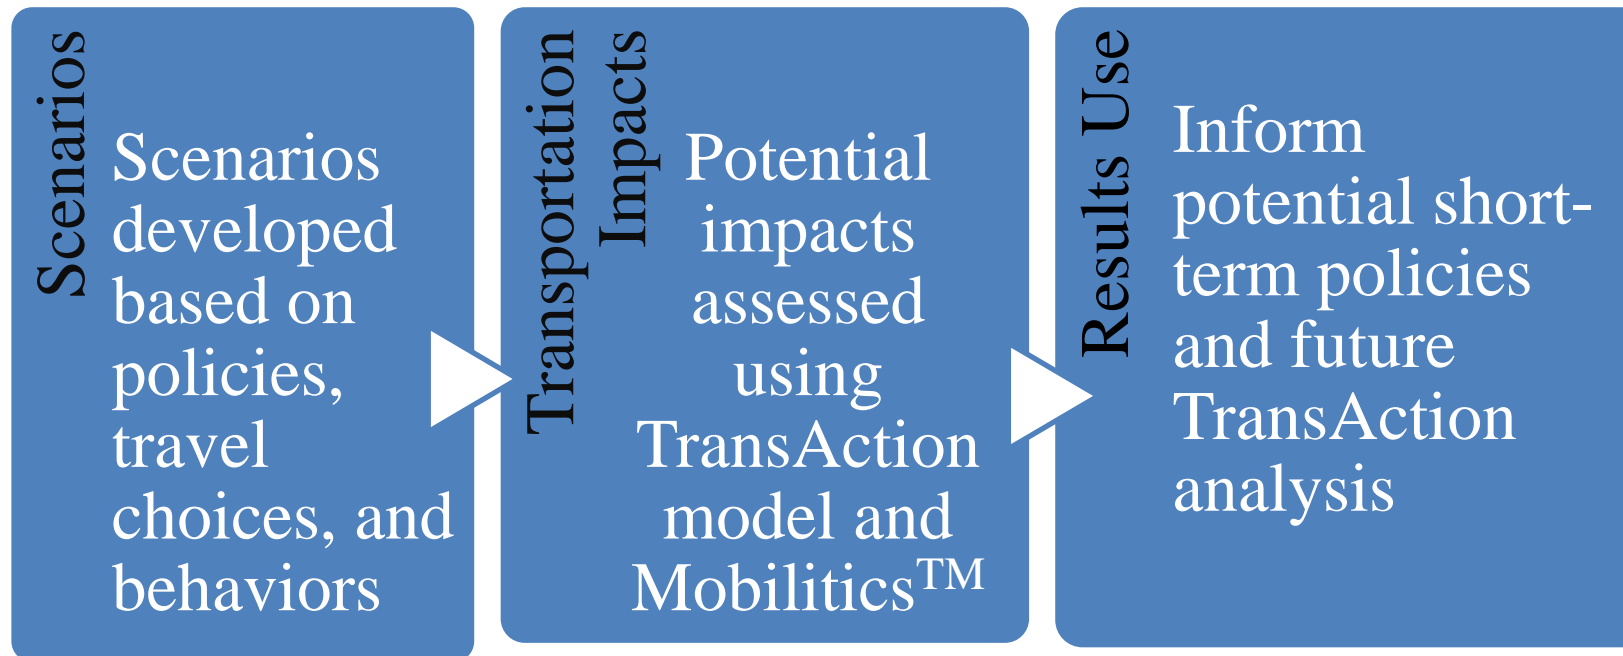 Scenarios
Scenarios
developed
based on
policies,
travel
choices, and
behaviors
Transportation
Impacts
Potential
impacts
assessed
using
TransAction
model and
Mobilitics™
Results Use
Inform
potential short-
term policies
and future
TransAction
analysis